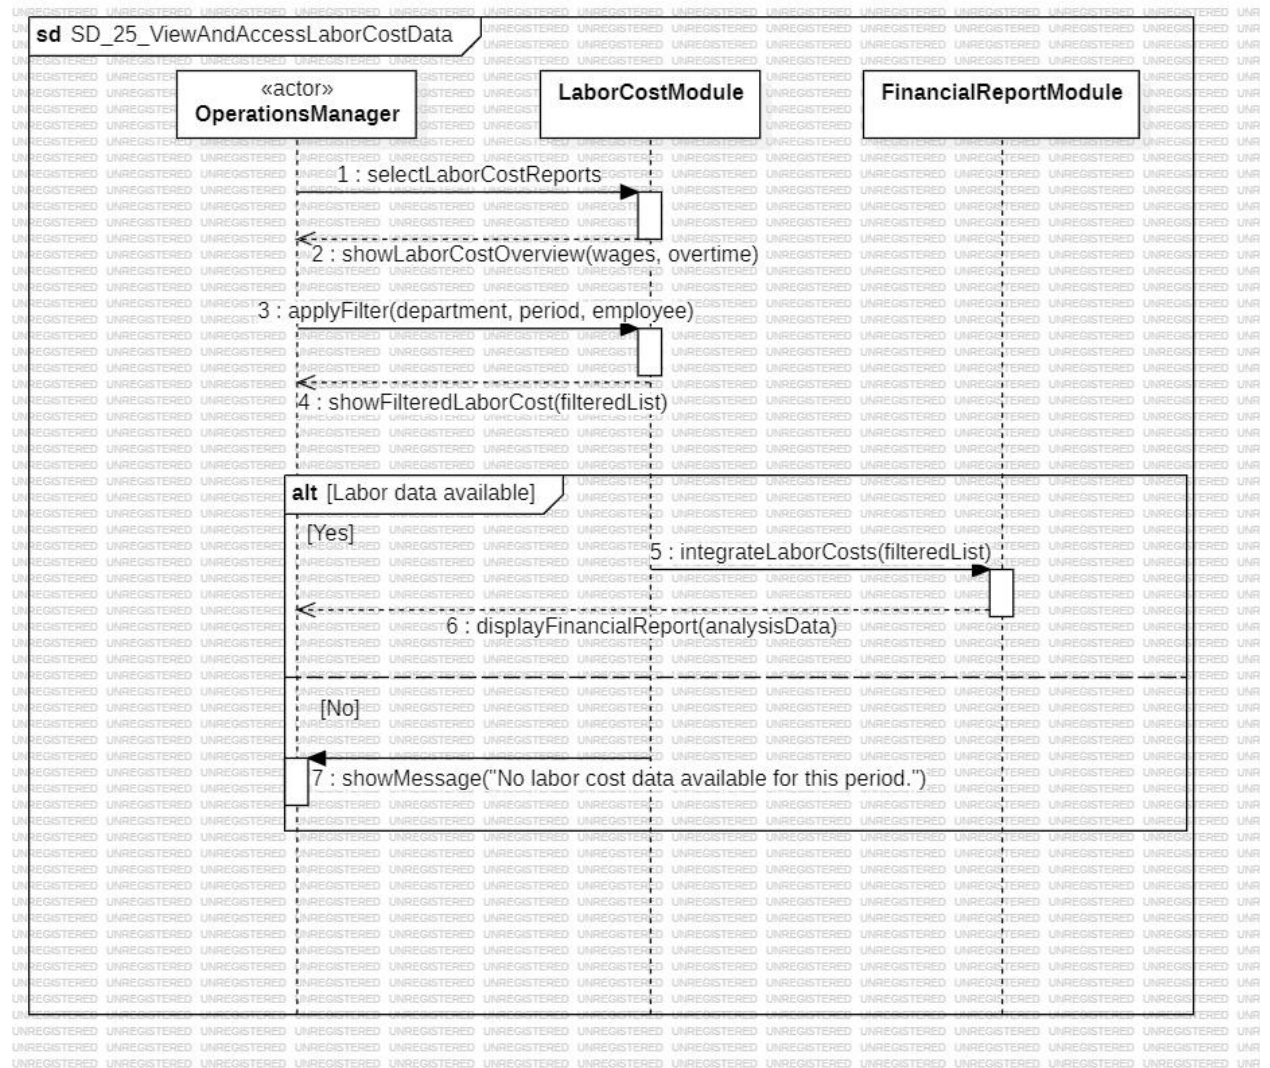 sd SD_25_ViewAndAccessLaborCostData
«actor»
OperationsManager
LaborCostModule
FinancialReportModule
1 : selectLaborCostReports
2 : showLaborCostOverview(wages, overtime)
3 : applyFilter(department, period, employee)
4 : showFilteredLaborCost(filteredList)
alt [Labor data available]
[Yes]
5 : integrateLaborCosts(filteredList)
6 : displayFinancialReport(analysisData)
[No]
7 : showMessage("No labor cost data available for this period.")
UNREGISTERED